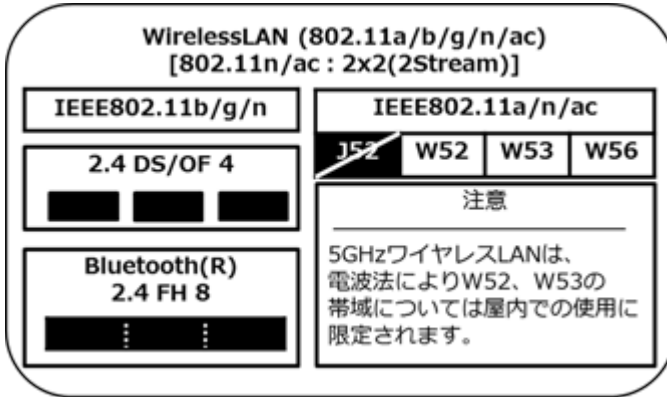 WirelessLAN (802.11a/b/g/n/ac)
[802.11n/ac : 2x2(2Stream)]
IEEE802.11b/g/n
2.4 DS/OF 4
Bluetooth(R)
2.4 FH 8
IEEE802.11a/n/ac
J52 W52 W53 W56
注意
5GHzワイヤレスLANは、
電波法によりW52、W53の
帯域については屋内での使用に
限定されます。